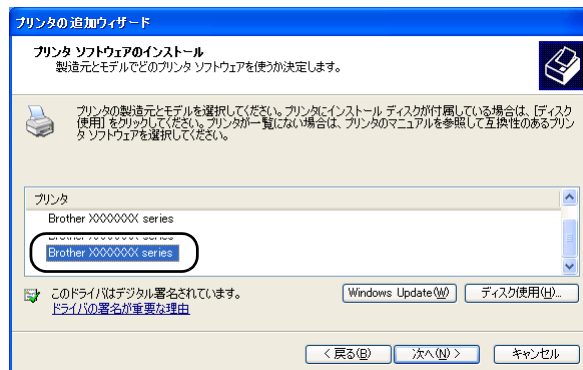 プリンタの追加ウィザード
プリンタ ソフトウェアのインストール
製造元とモデルでどのプリンタ ソフトウェアを使うか決定します。
プリンタの製造元とモデルを選択してください。プリンタにインストール ディスクが付属している場合は、[ディスク
使用] をクリックしてください。プリンタが一覧にない場合は、プリンタのマニュアルを参照して互換性のあるプリン
タ ソフトウェアを選択してください。
プリンタ
Brother XXXXXXX series
Brother XXXXXXX series
このドライバはデジタル署名されています。
ドライバの署名が重要な理由
Windows Update(W)
ディスク使用(H)...
< 戻る(B)
次へ(N) >
キャンセル